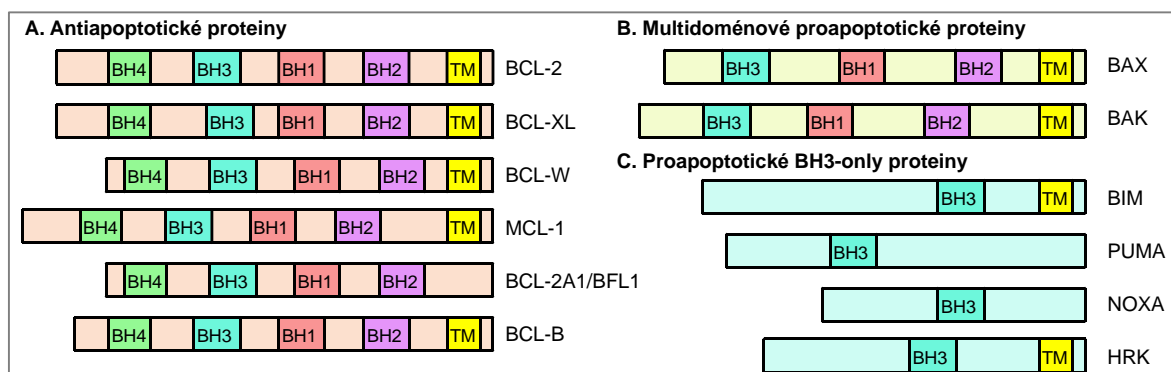 A. Antiapoptotické proteiny
BH4 BH3 BH1 BH2 TM BCL-2
BH4 BH3 BH1 BH2 TM BCL-XL
BH4 BH3 BH1 BH2 TM BCL-W
BH4 BH3 BH1 BH2 TM MCL-1
BH4 BH3 BH1 BH2 BCL-2A1/BFL1
BH4 BH3 BH1 BH2 TM BCL-B
B. Multidoménové proapoptotické proteiny
BH3 BH1 BH2 TM BAX
BH3 BH1 BH2 TM BAK
C. Proapoptotické BH3-only proteiny
BH3 TM BIM
BH3 PUMA
BH3 NOXA
BH3 TM HRK